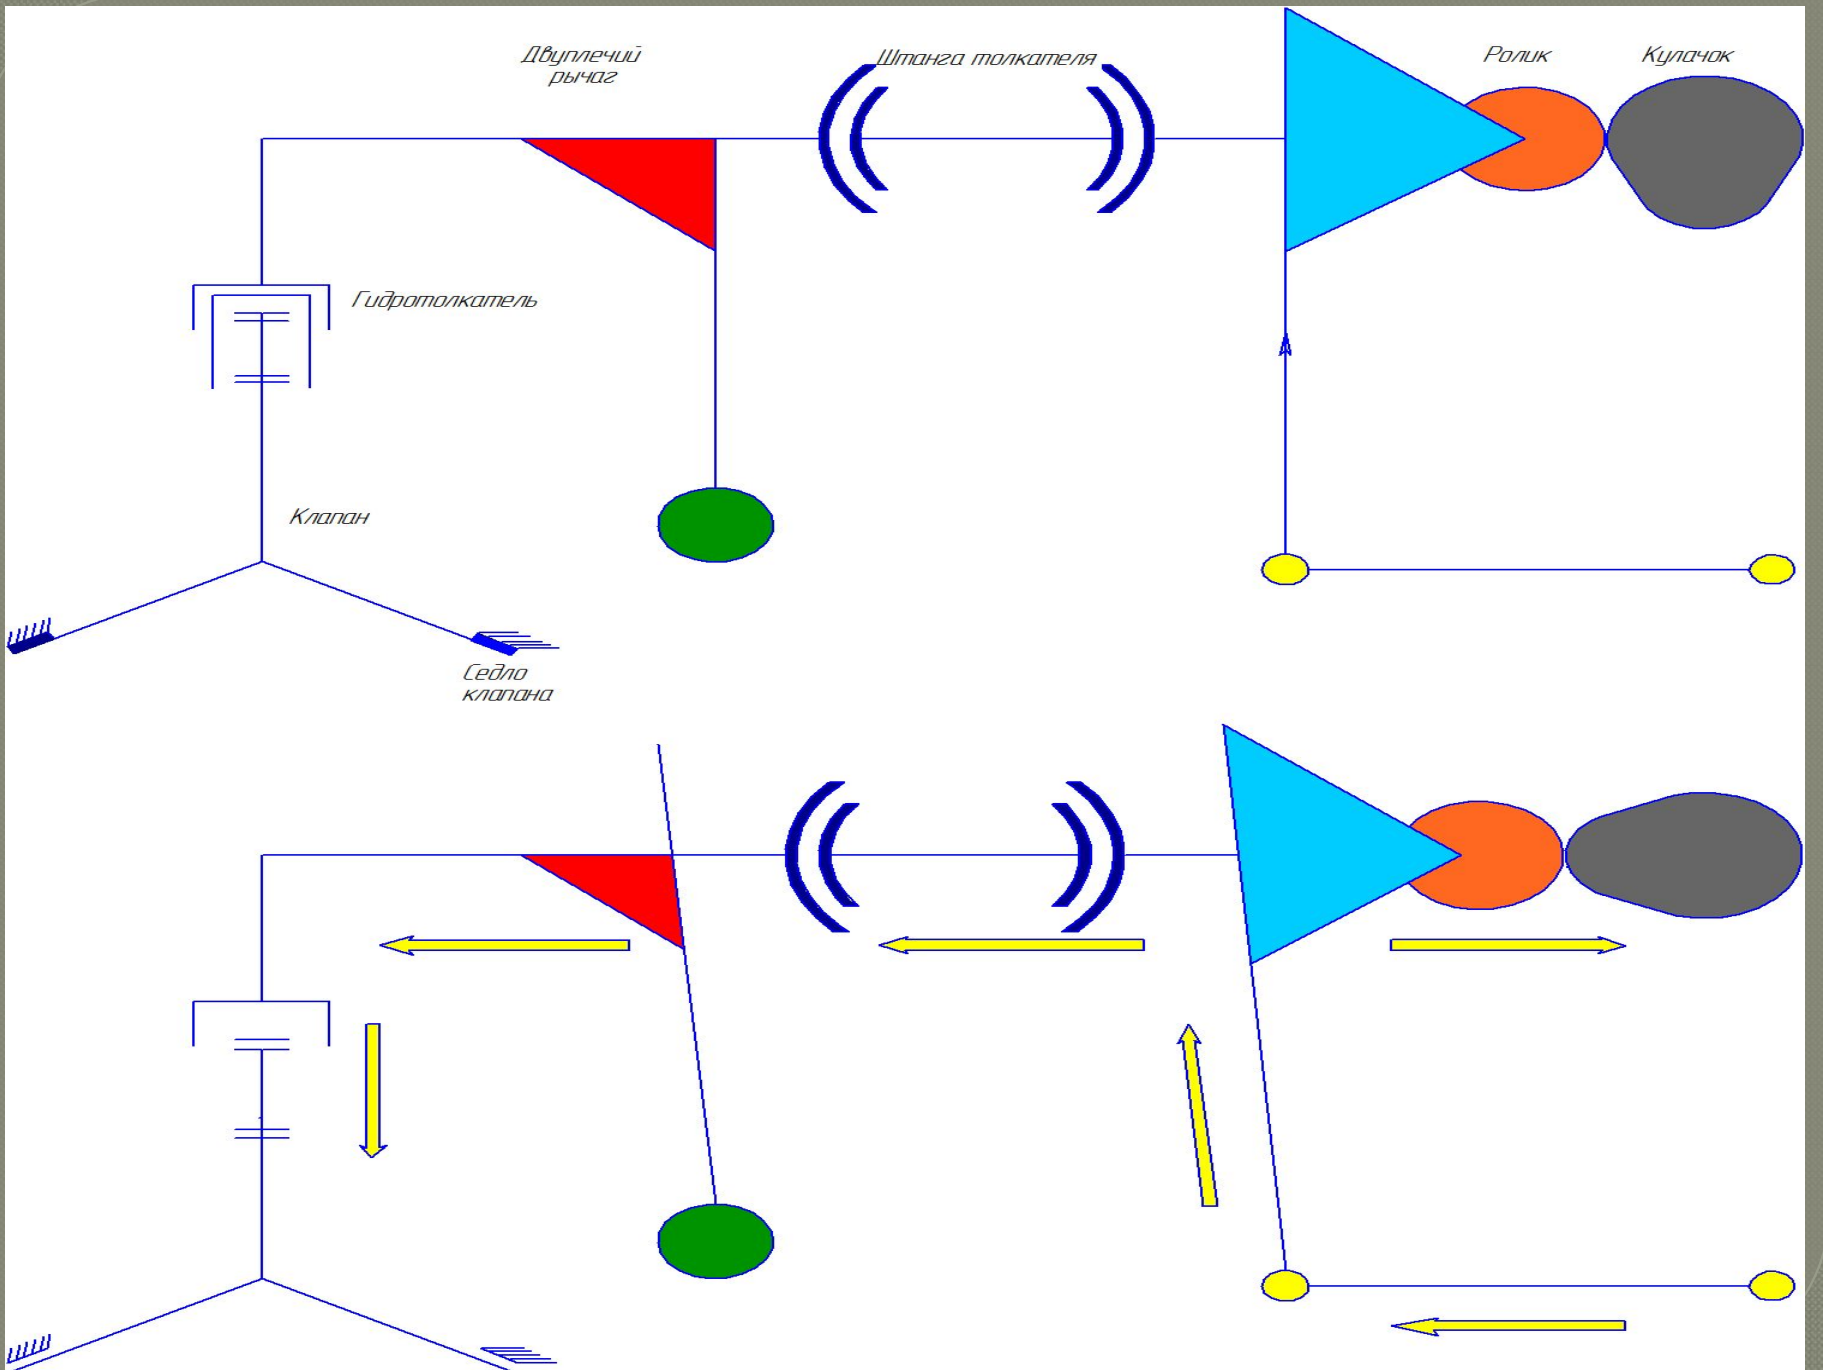 Двуплечий
рычаг
Штанга толкателя
Ролик
Кулачок
Гидротолкатель
Клапан
Седло
клапана